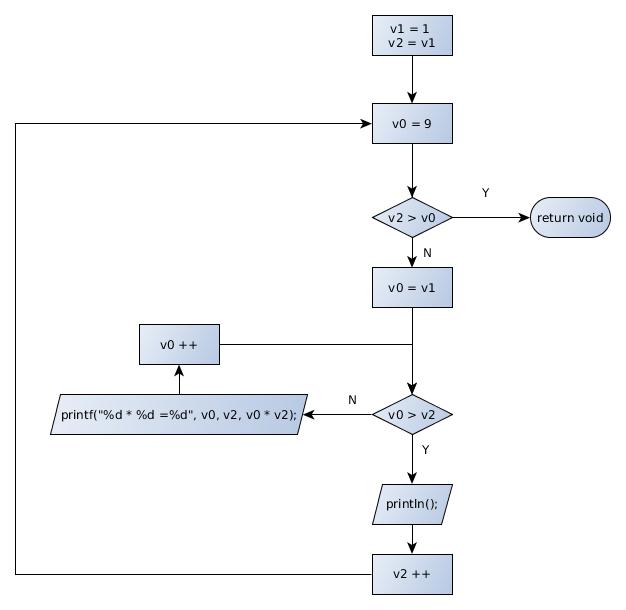 v1 = 1
v2 = v1
v0 = 9
Y
v2 > v0
return void
N
v0 = v1
v0 ++
N
printf("%d * %d =%d", v0, v2, v0 * v2);
v0 > v2
Y
println();
v2 ++